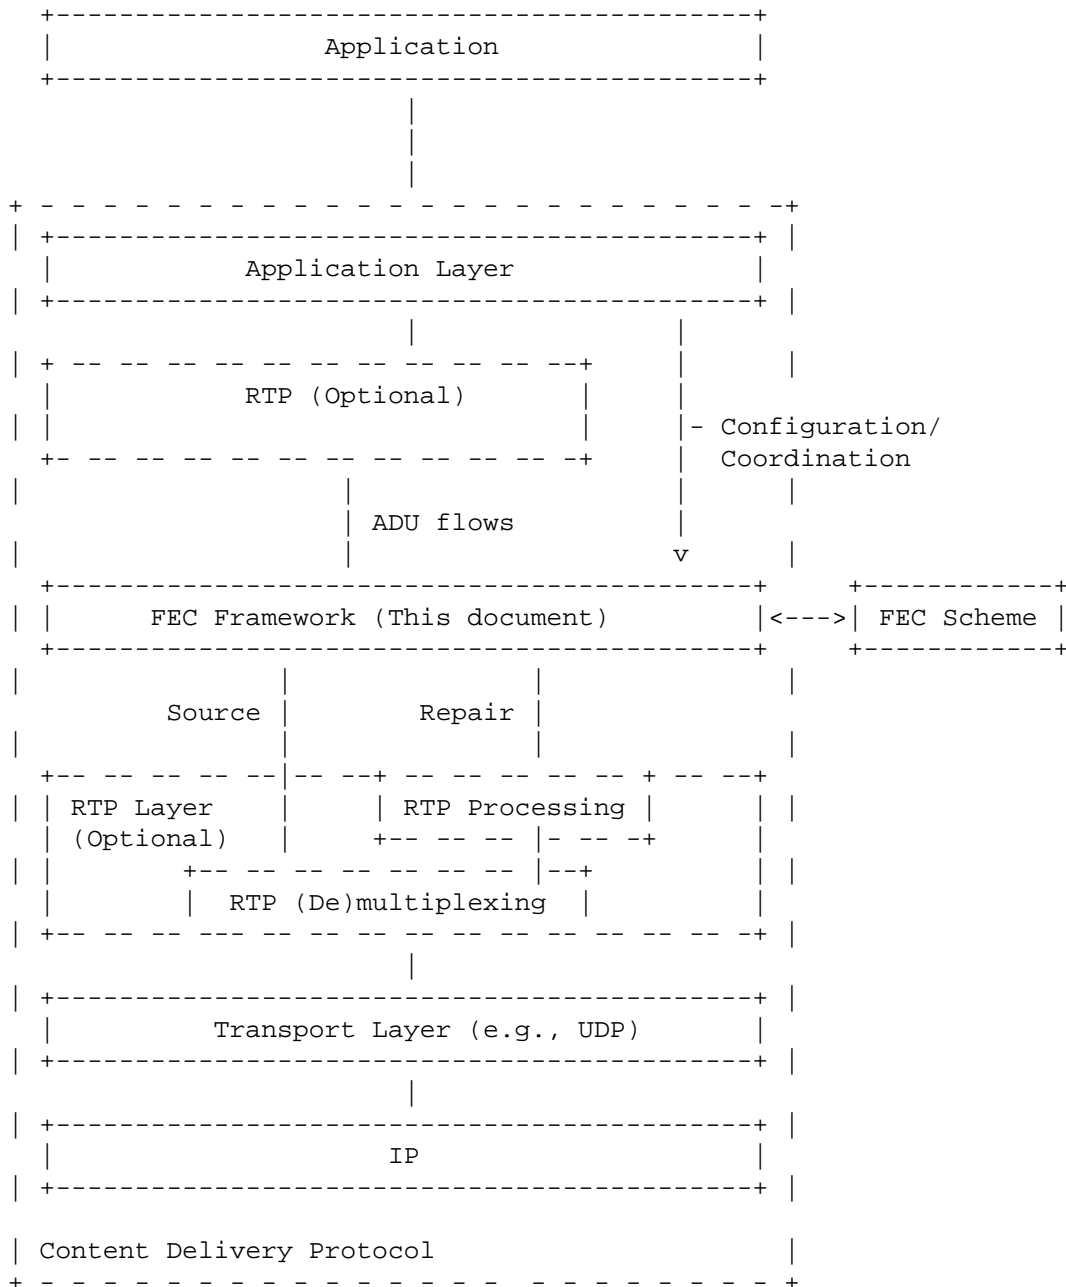 Application
Application Layer
RTP (Optional)
- Configuration/
Coordination
ADU flows
v
FEC Framework (This document)
<--->
FEC Scheme
Source
Repair
RTP Layer
RTP Processing
(Optional)
RTP (De)multiplexing
Transport Layer (e.g., UDP)
IP
Content Delivery Protocol